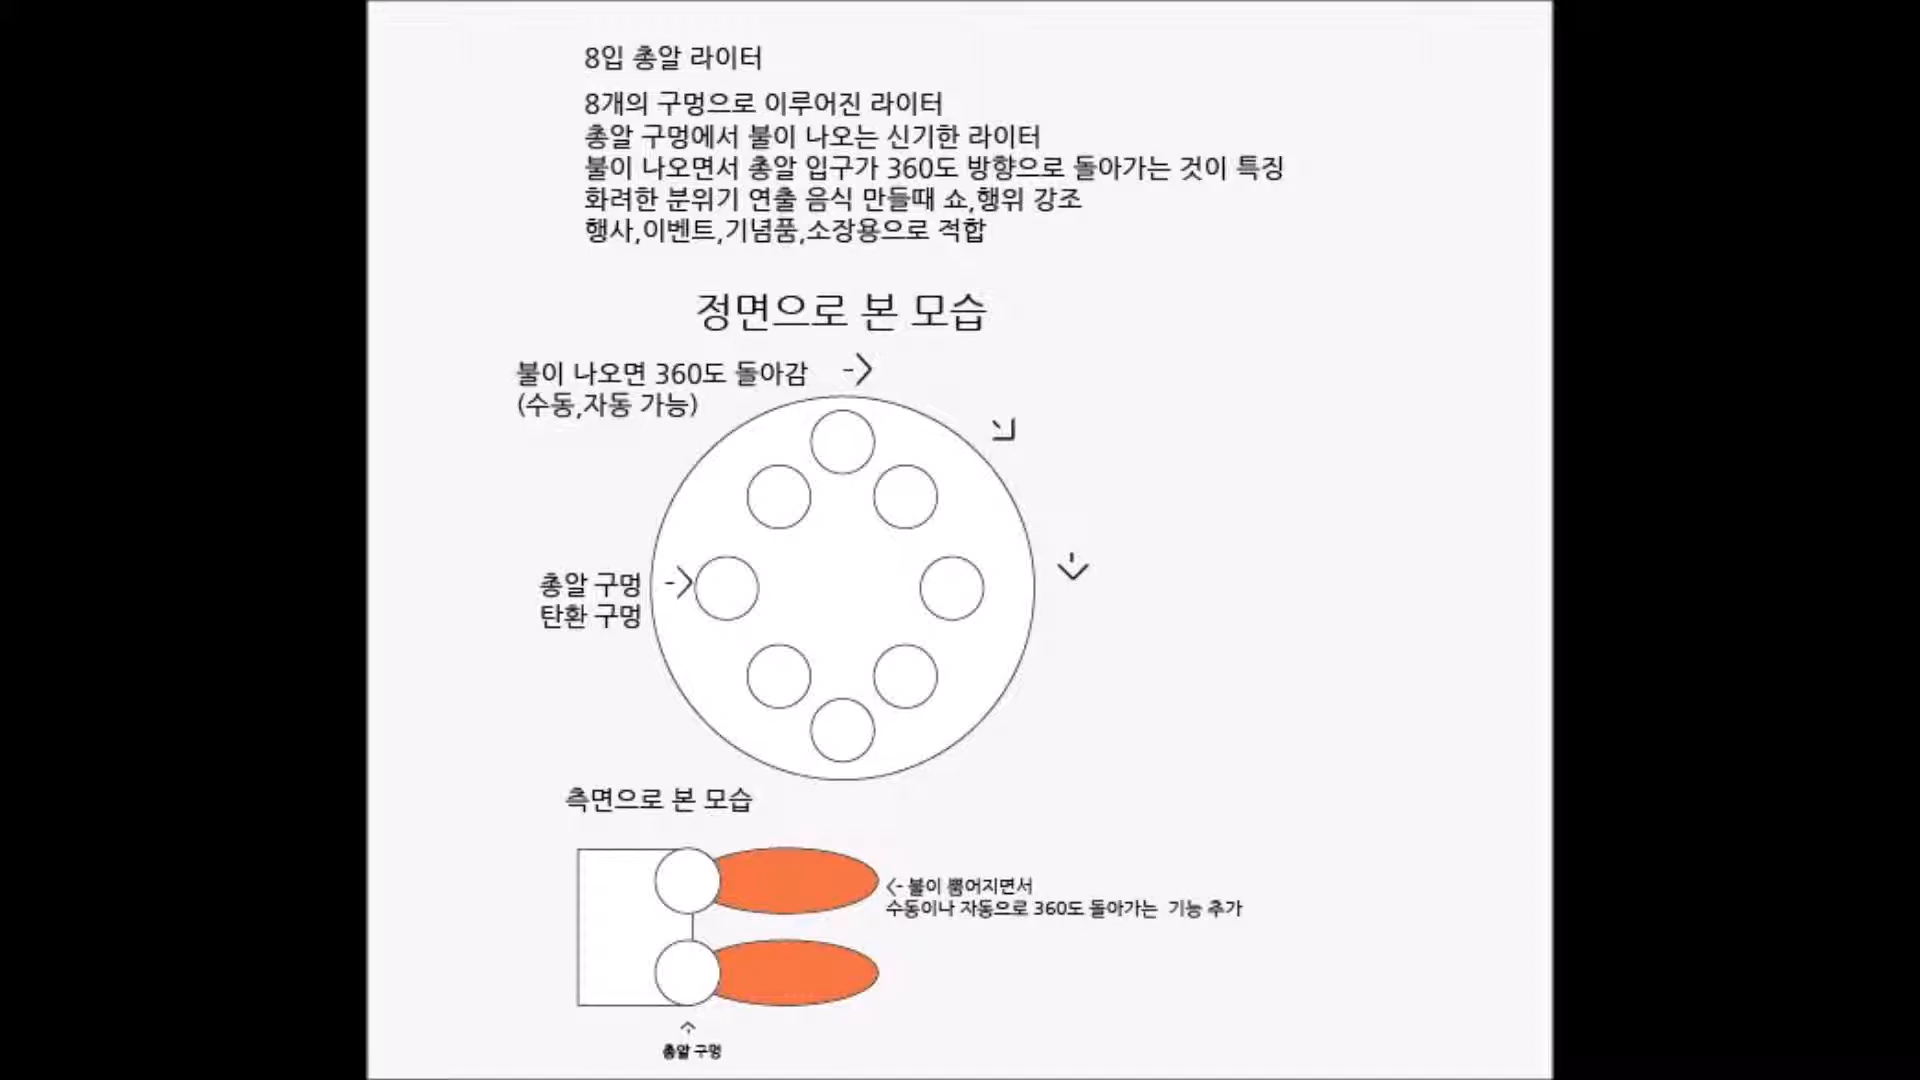 8입 총알 라이터
8개의 구멍으로 이루어진 라이터
총알 구멍에서 불이 나오는 신기한 라이터
불이 나오면서 총알 입구가 360도 방향으로 돌아가는 것이 특징
화려한 분위기 연출 음식 만들때 쇼,행위 강조
행사,이벤트,기념품,소장용으로 적합
정면으로 본 모습
불이 나오면 360도 돌아감 ->
(수동,자동 가능)
총알 구멍 ->
탄환 구멍
측면으로 본 모습
<- 불이 뿜어지면서
수동이나 자동으로 360도 돌아가는 기능 추가
총알 구멍